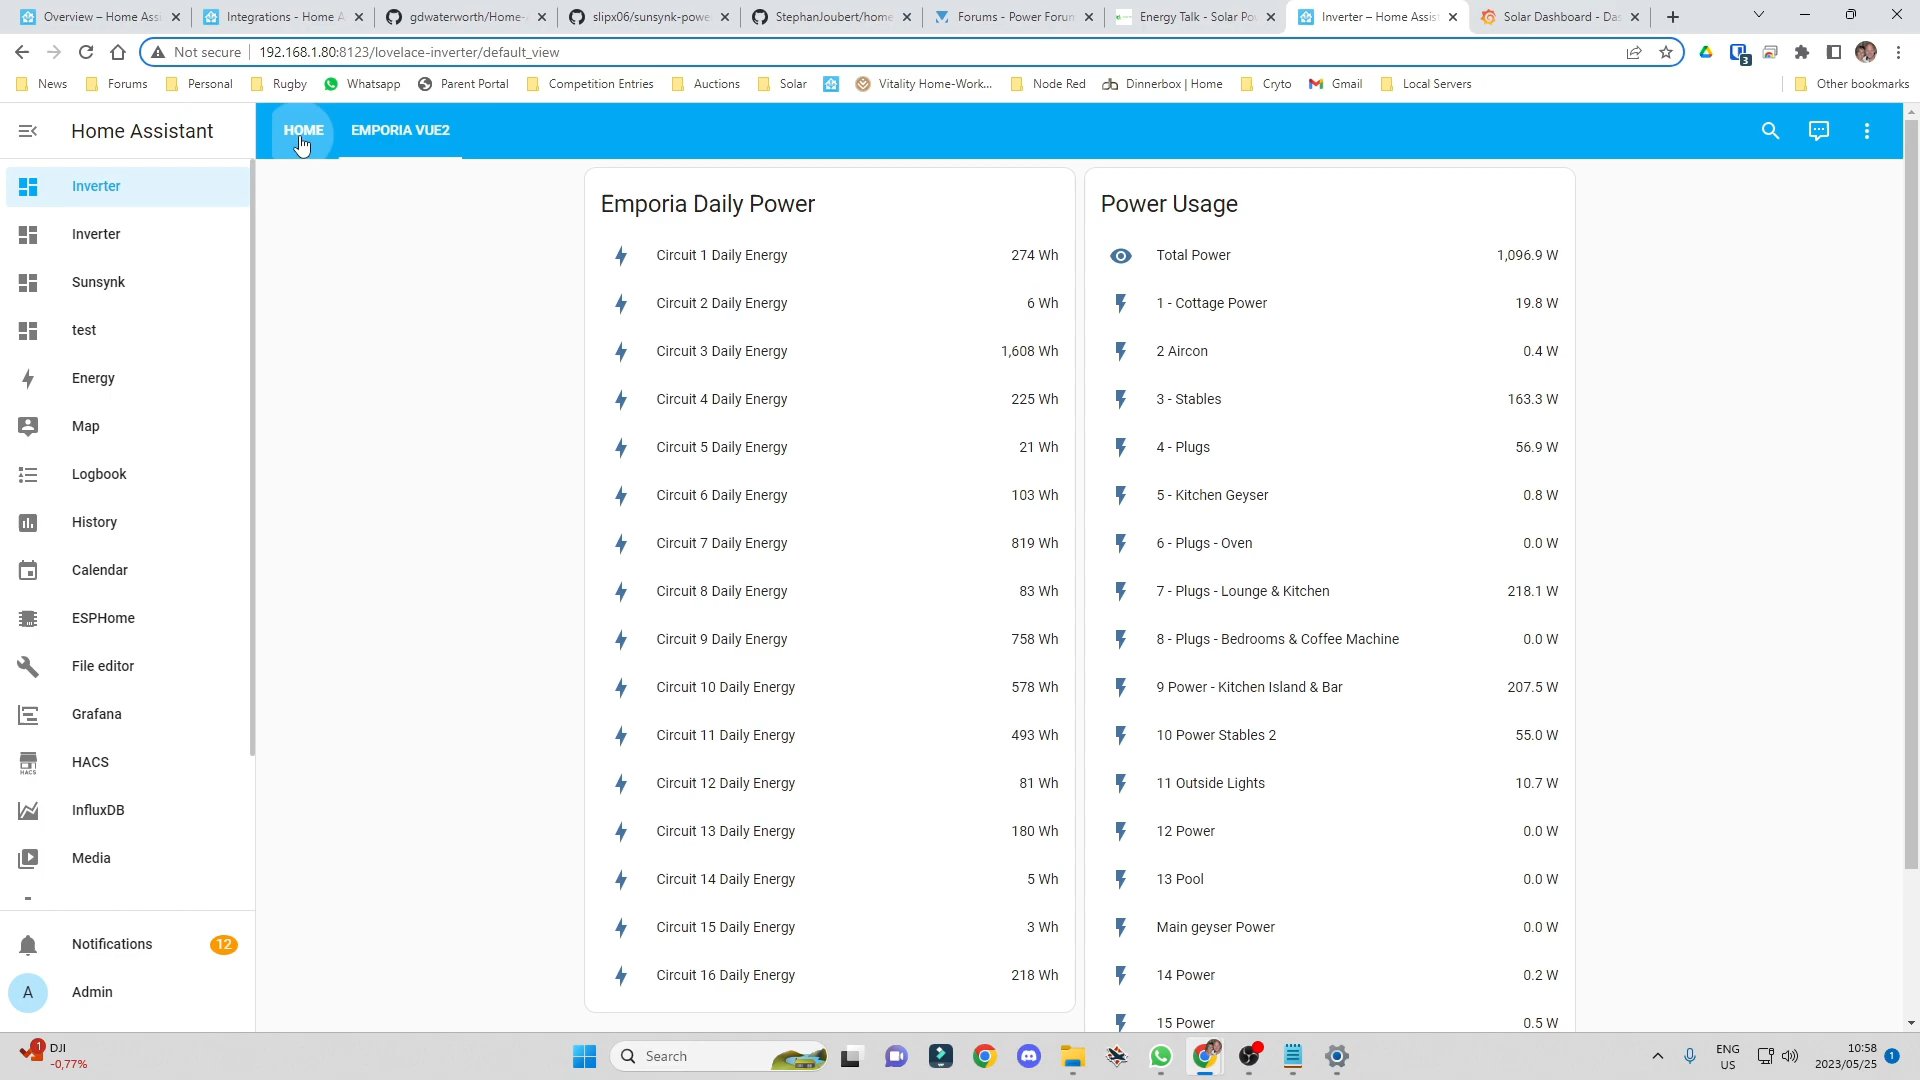 Overview – Home Assi
Integrations - Home A
gdwaterworth/Home-
slipx06/sunsynk-powe
StephanJoubert/home
Forums - Power Forum
Energy Talk - Solar Po
Inverter – Home Assist
Solar Dashboard - Das
Not secure
192.168.1.80:8123/lovelace-inverter/default_view
3
News
Forums
Personal
Rugby
Whatsapp
Parent Portal
Competition Entries
Auctions
Solar
Vitality Home-Work...
Node Red
Dinnerbox | Home
Cryto
Gmail
Local Servers
Other bookmarks
Home Assistant
HOME
EMPORIA VUE2
Inverter
Inverter
Sunsynk
test
Energy
Map
Logbook
History
Calendar
ESPHome
File editor
Grafana
HACS
HACS
InfluxDB
Media
Notifications
12
A
Admin
Emporia Daily Power
Circuit 1 Daily Energy 274 Wh
Circuit 2 Daily Energy 6 Wh
Circuit 3 Daily Energy 1,608 Wh
Circuit 4 Daily Energy 225 Wh
Circuit 5 Daily Energy 21 Wh
Circuit 6 Daily Energy 103 Wh
Circuit 7 Daily Energy 819 Wh
Circuit 8 Daily Energy 83 Wh
Circuit 9 Daily Energy 758 Wh
Circuit 10 Daily Energy 578 Wh
Circuit 11 Daily Energy 493 Wh
Circuit 12 Daily Energy 81 Wh
Circuit 13 Daily Energy 180 Wh
Circuit 14 Daily Energy 5 Wh
Circuit 15 Daily Energy 3 Wh
Circuit 16 Daily Energy 218 Wh
Power Usage
Total Power 1,096.9 W
1 - Cottage Power 19.8 W
2 Aircon 0.4 W
3 - Stables 163.3 W
4 - Plugs 56.9 W
5 - Kitchen Geyser 0.8 W
6 - Plugs - Oven 0.0 W
7 - Plugs - Lounge & Kitchen 218.1 W
8 - Plugs - Bedrooms & Coffee Machine 0.0 W
9 Power - Kitchen Island & Bar 207.5 W
10 Power Stables 2 55.0 W
11 Outside Lights 10.7 W
12 Power 0.0 W
13 Pool 0.0 W
Main geyser Power 0.0 W
14 Power 0.2 W
15 Power 0.5 W
1
DJI
-0,77%
Search
ENG
US
10:58
2023/05/25
1